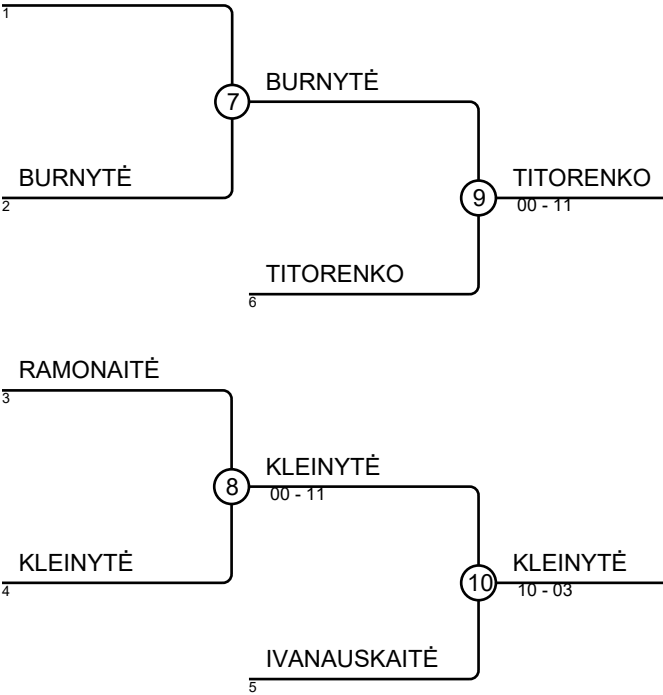 1
BURNYTĖ
7
BURNYTĖ
2
TITORENKO
9
00 - 11
TITORENKO
6
RAMONAITĖ
3
KLEINYTĖ
8
00 - 11
KLEINYTĖ
4
KLEINYTĖ
10
10 - 03
IVANAUSKAITĖ
5